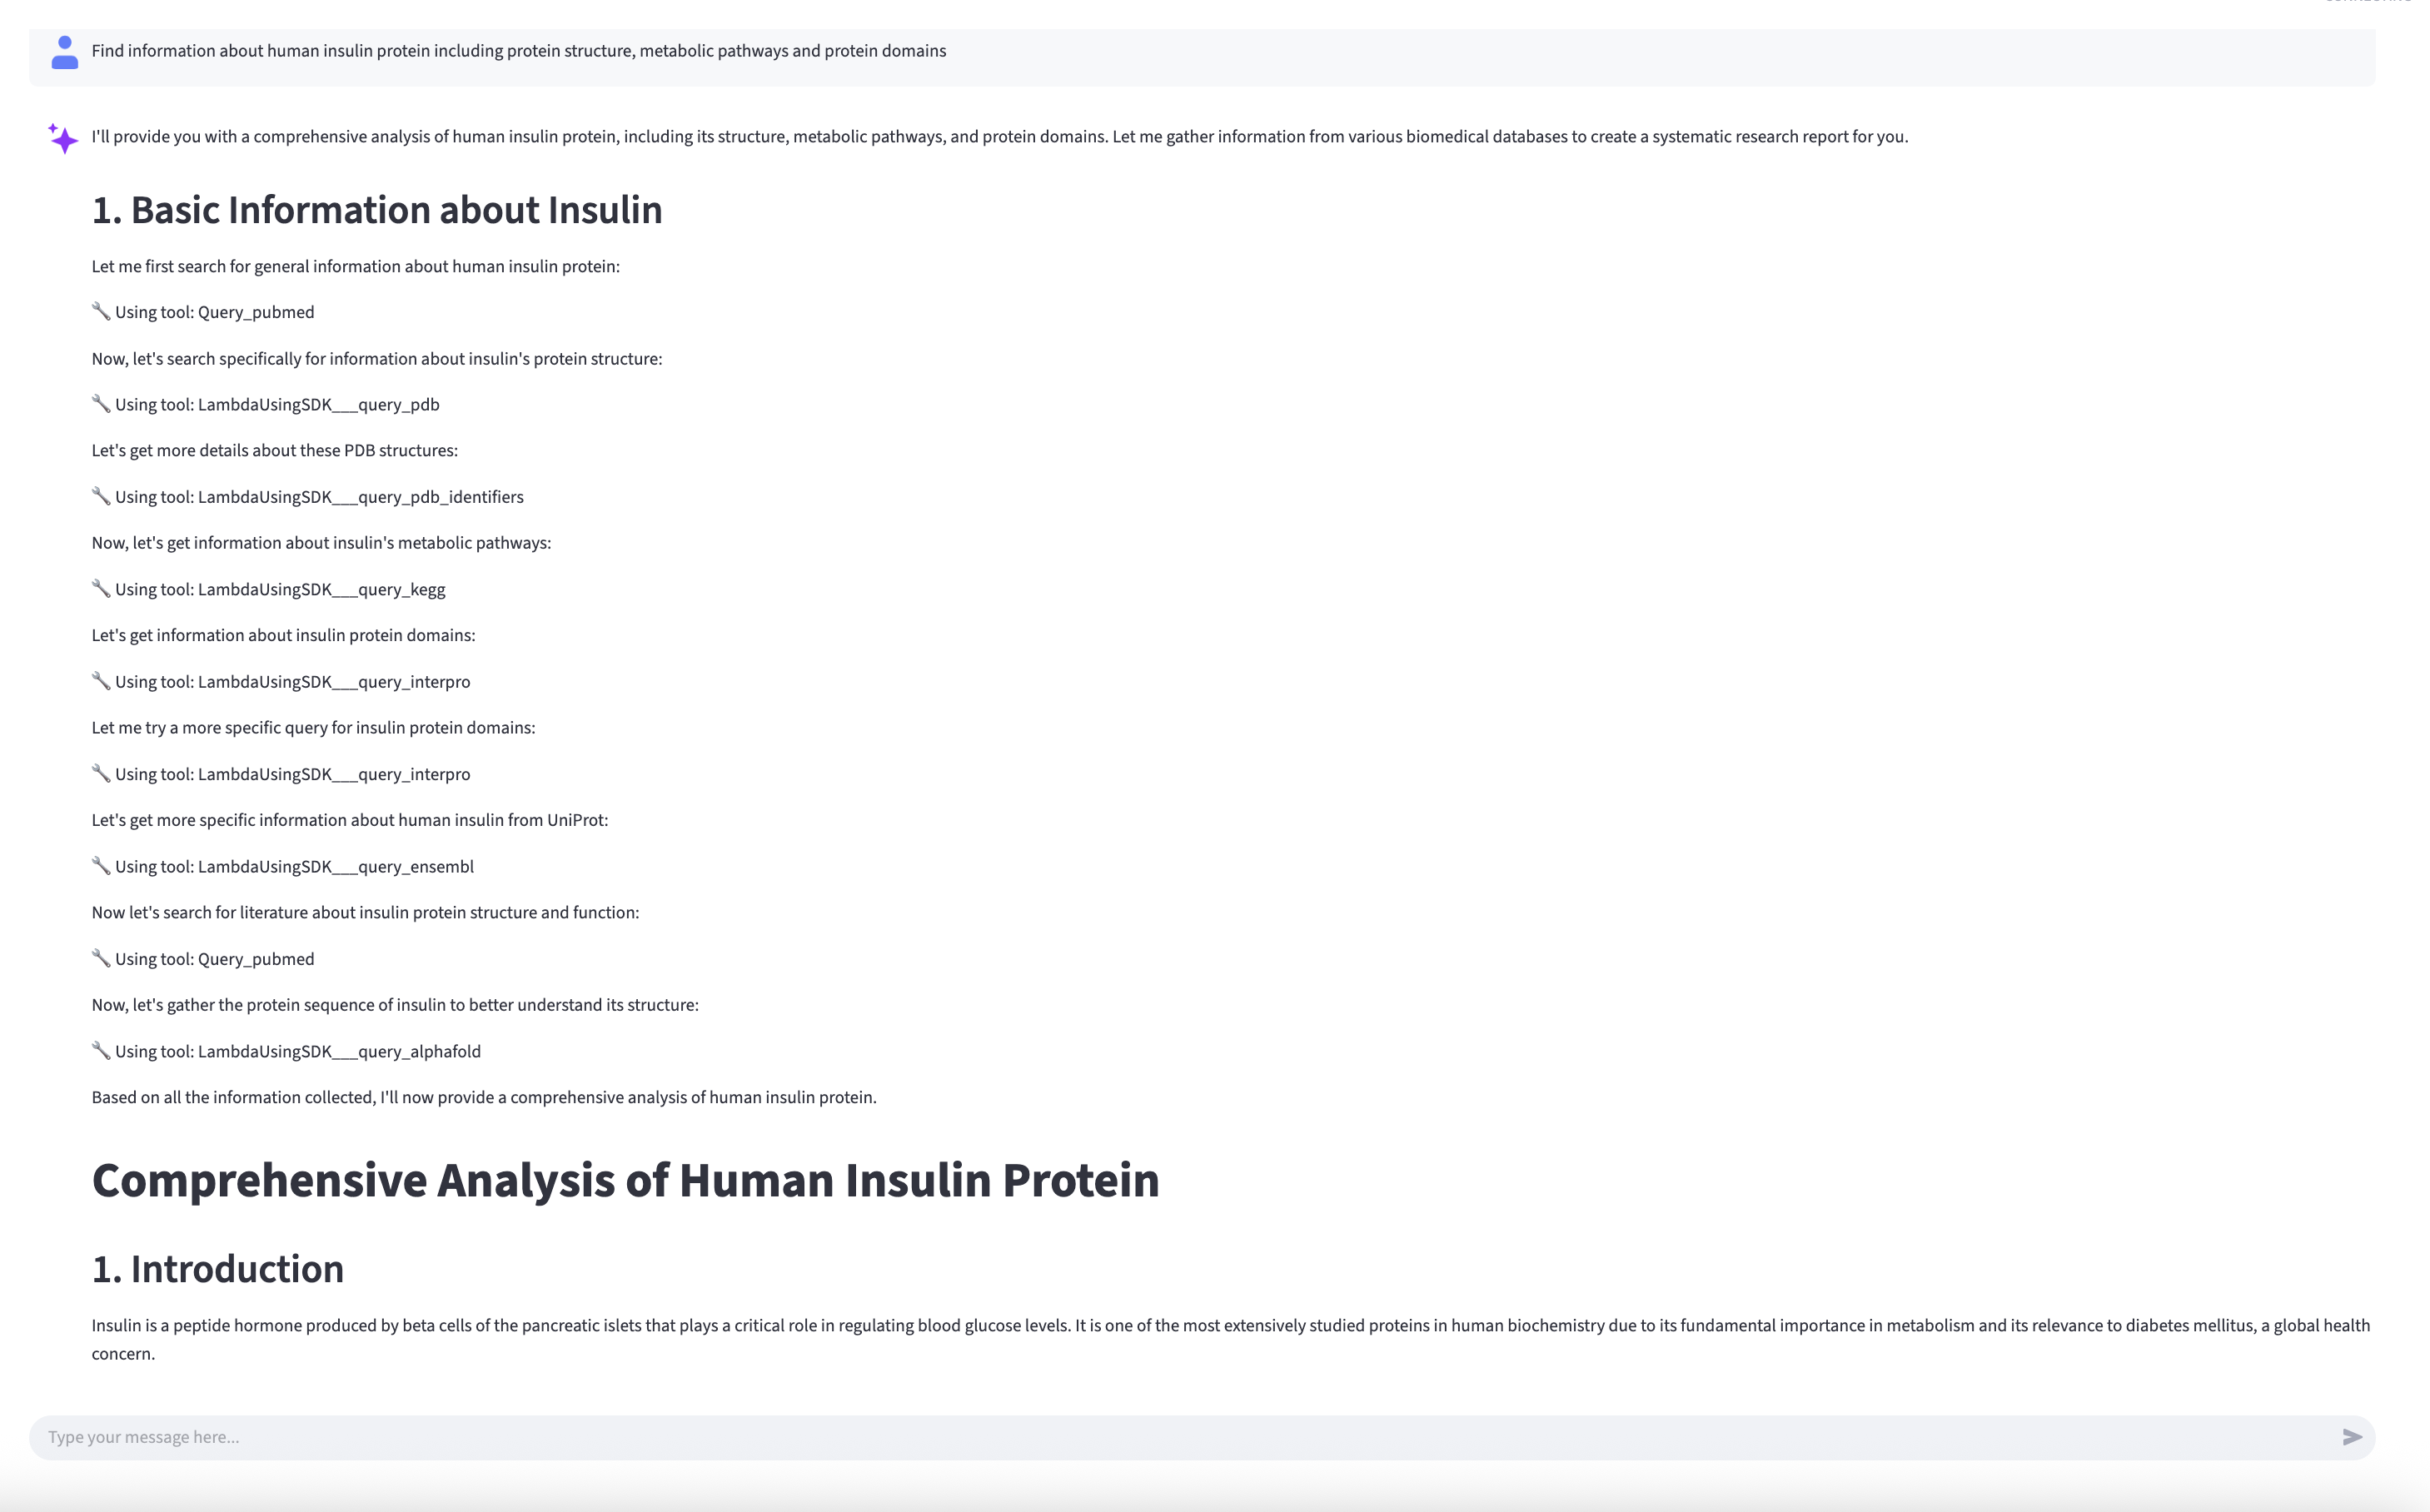 Find information about human insulin protein including protein structure, metabolic pathways and protein domains
I'll provide you with a comprehensive analysis of human insulin protein, including its structure, metabolic pathways, and protein domains. Let me gather information from various biomedical databases to create a systematic research report for you.
1. Basic Information about Insulin
Let me first search for general information about human insulin protein:
Using tool: Query_pubmed
Now, let's search specifically for information about insulin's protein structure:
Using tool: LambdaUsingSDK___query_pdb
Let's get more details about these PDB structures:
Using tool: LambdaUsingSDK___query_pdb_identifiers
Now, let's get information about insulin's metabolic pathways:
Using tool: LambdaUsingSDK___query_kegg
Let's get information about insulin protein domains:
Using tool: LambdaUsingSDK___query_interpro
Let me try a more specific query for insulin protein domains:
Using tool: LambdaUsingSDK___query_interpro
Let's get more specific information about human insulin from UniProt:
Using tool: LambdaUsingSDK___query_ensembl
Now let's search for literature about insulin protein structure and function:
Using tool: Query_pubmed
Now, let's gather the protein sequence of insulin to better understand its structure:
Using tool: LambdaUsingSDK___query_alphafold
Based on all the information collected, I'll now provide a comprehensive analysis of human insulin protein.
Comprehensive Analysis of Human Insulin Protein
1. Introduction
Insulin is a peptide hormone produced by beta cells of the pancreatic islets that plays a critical role in regulating blood glucose levels. It is one of the most extensively studied proteins in human biochemistry due to its fundamental importance in metabolism and its relevance to diabetes mellitus, a global health
concern.
Type your message here...